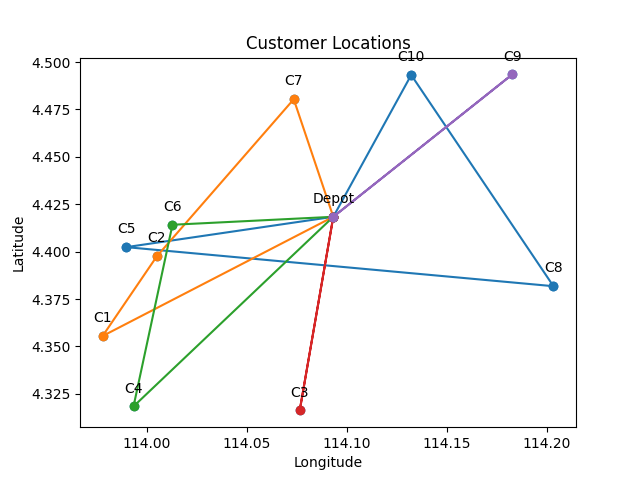 Customer Locations
4.500
4.475
4.450
4.425
4.400
4.375
4.350
4.325
Latitude
C10
C9
C7
Depot
C6
C5
C2
C8
C1
C4
C3
114.00
114.05
114.10
114.15
114.20
Longitude